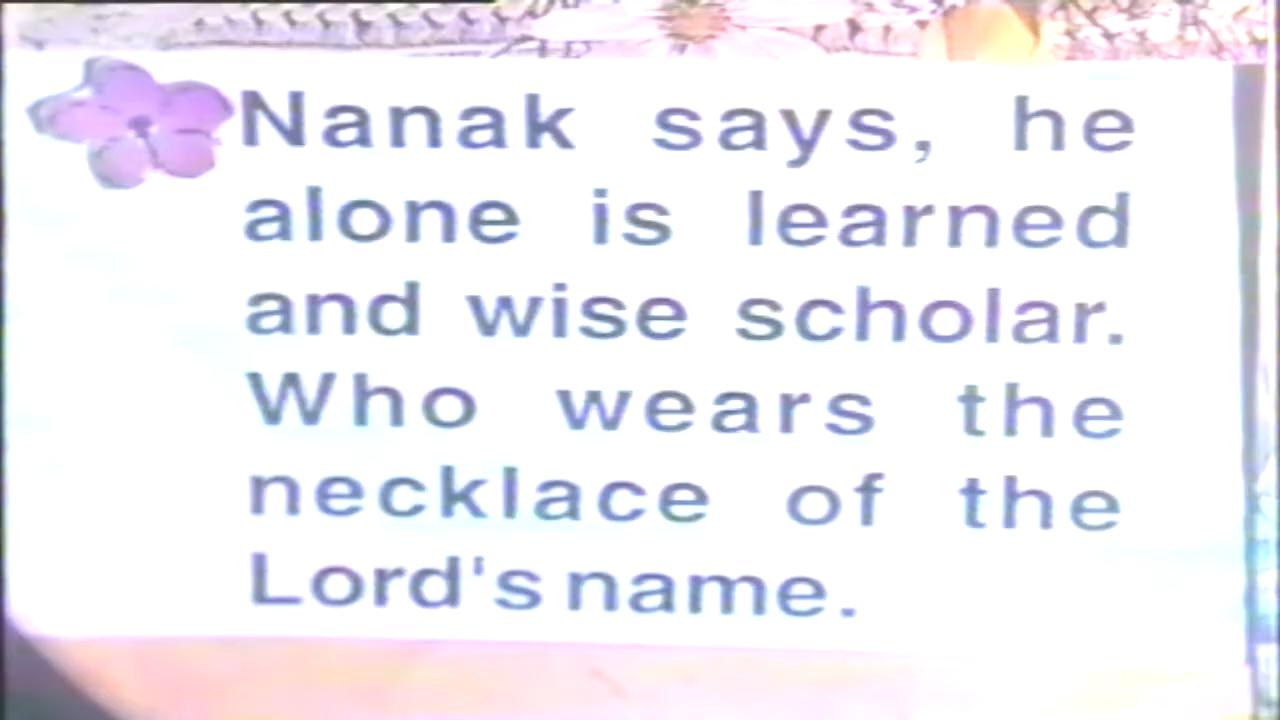 Nanak says, he
alone is learned
and wise scholar.
Who wears the
necklace of the
Lord's name.